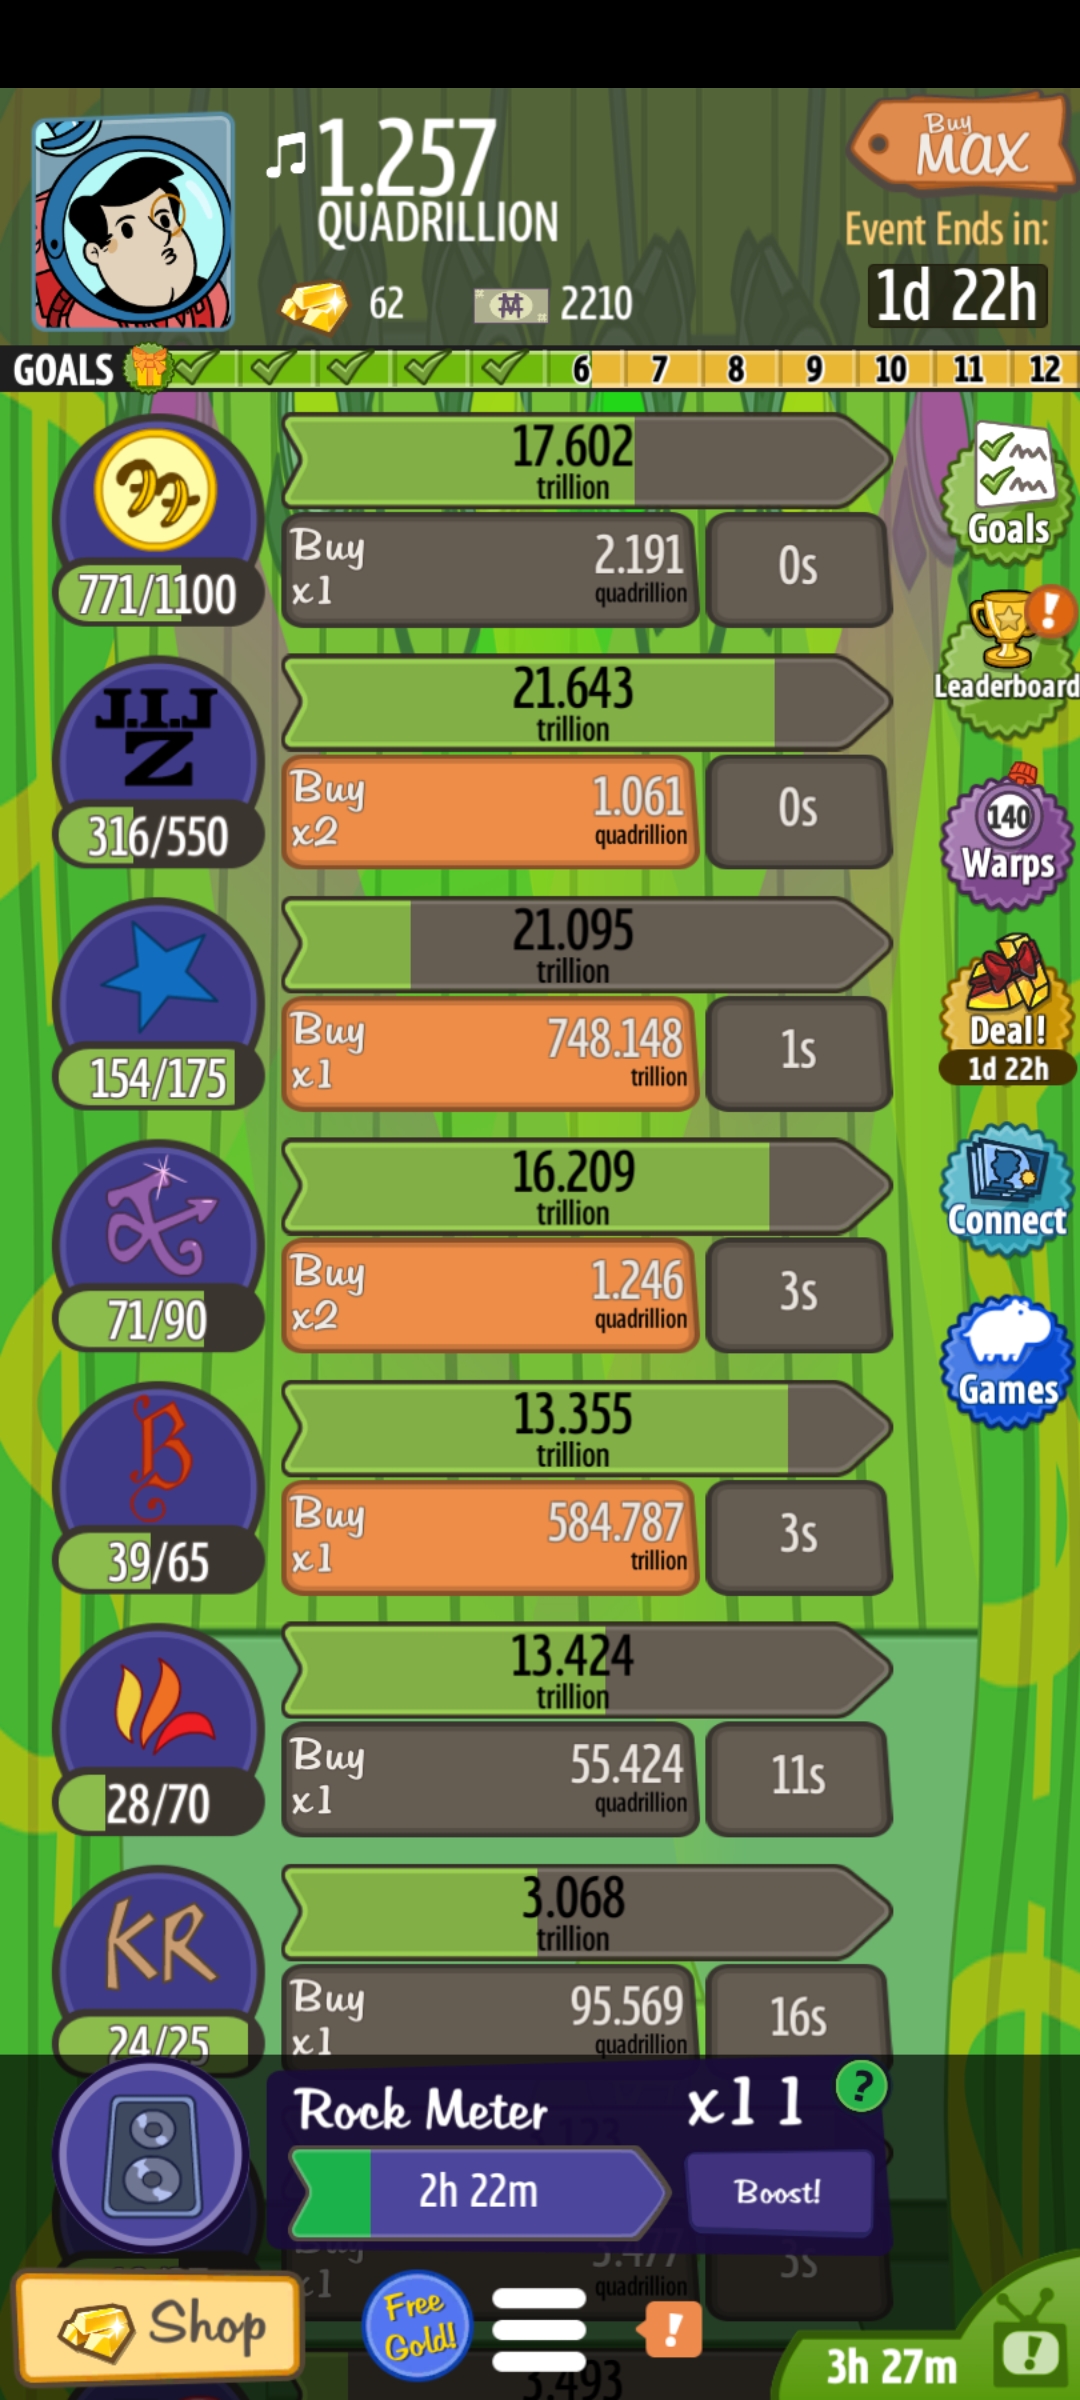 1.257
QUADRILLION
62
2210
Buy
MAX
Event Ends in:
1d 22h
GOALS
6 7 8 9 10 11 12
17.602
trillion
771/1100
Buy
x1
2.191
quadrillion
0s
Goals
J.I.J
Z
21.643
trillion
316/550
Buy
x2
1.061
quadrillion
0s
Leaderboard
140
Warps
21.095
trillion
154/175
Buy
x1
748.148
trillion
1s
Deal!
1d 22h
16.209
trillion
71/90
Buy
x2
1.246
quadrillion
3s
Connect
B
13.355
trillion
39/65
Buy
x1
584.787
trillion
3s
Games
13.424
trillion
28/70
Buy
x1
55.424
quadrillion
11s
KR
3.068
trillion
24/25
Buy
x1
95.569
quadrillion
16s
Rock Meter
x11
?
2h 22m
Boost!
quadrillion
3s
Shop
Free
Gold!
!
3.493
3h 27m
!